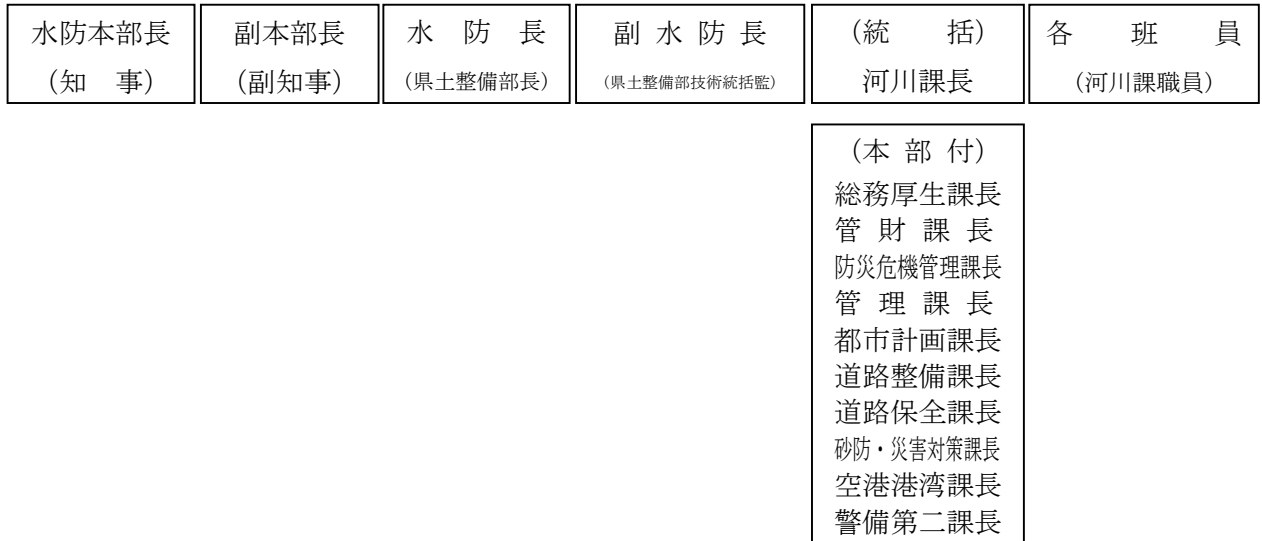 水防本部長
(知 事)
副本部長
(副知事)
水 防 長
(県土整備部長)
副 水 防 長
(県土整備部技術統括監)
(統 括)
河川課長
各 班 員
(河川課職員)
(本 部 付)
総務厚生課長
管 財 課 長
防災危機管理課長
管 理 課 長
都市計画課長
道路整備課長
道路保全課長
砂防・災害対策課長
空港港湾課長
警備第二課長